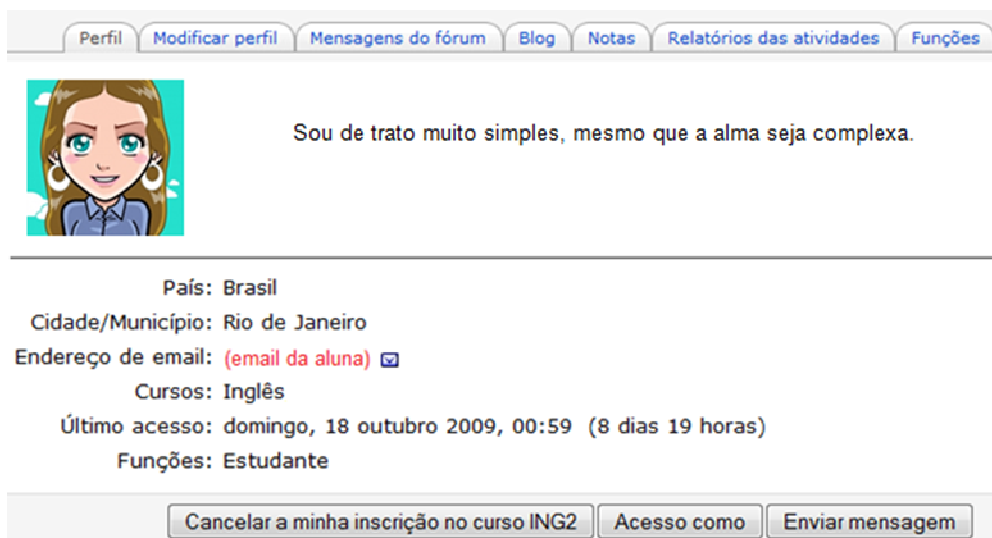 Perfil Modificar perfil Mensagens do fórum Blog Notas Relatórios das atividades Funções
Sou de trato muito simples, mesmo que a alma seja complexa.
País: Brasil
Cidade/Município: Rio de Janeiro
Endereço de email: (email da aluna)
Cursos: Inglês
Último acesso: domingo, 18 outubro 2009, 00:59 (8 dias 19 horas)
Funções: Estudante
Cancelar a minha inscrição no curso ING2 Acesso como Enviar mensagem